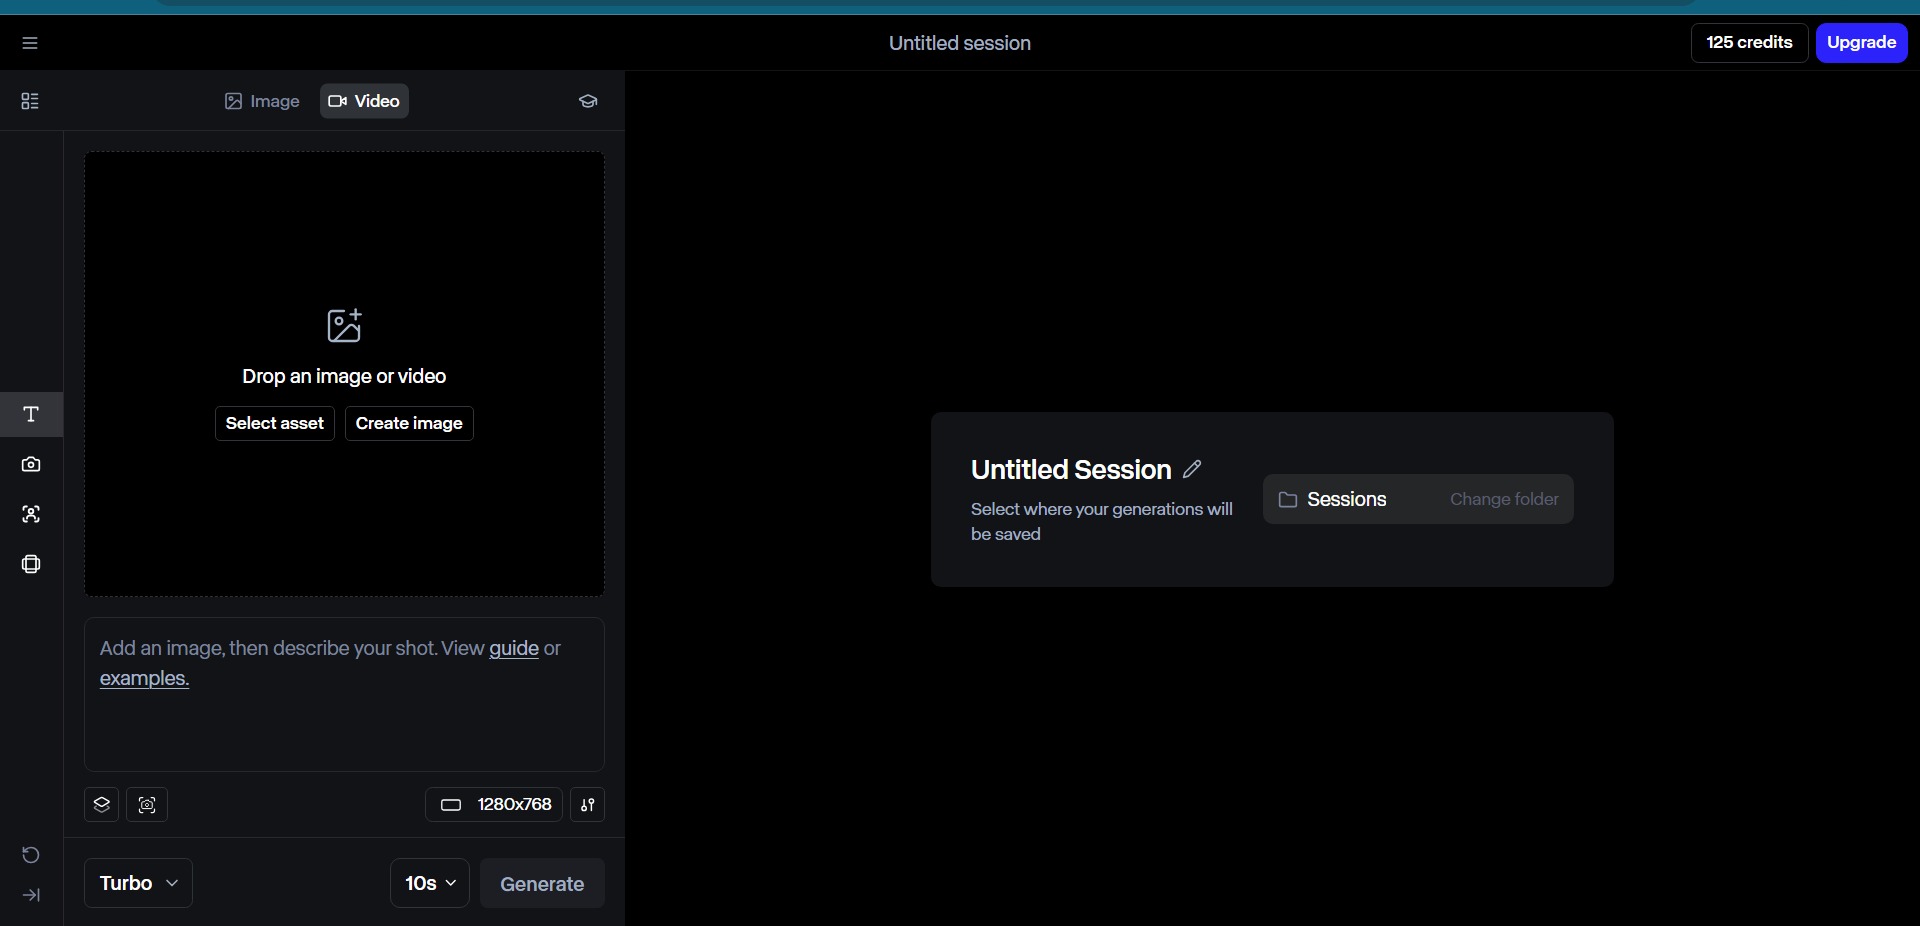 Untitled session
125 credits
Upgrade
Image
Video
Drop an image or video
Select asset
Create image
Add an image, then describe your shot. View guide or
examples.
1280x768
Turbo
10s
Generate
Untitled Session
Select where your generations will
be saved
Sessions
Change folder